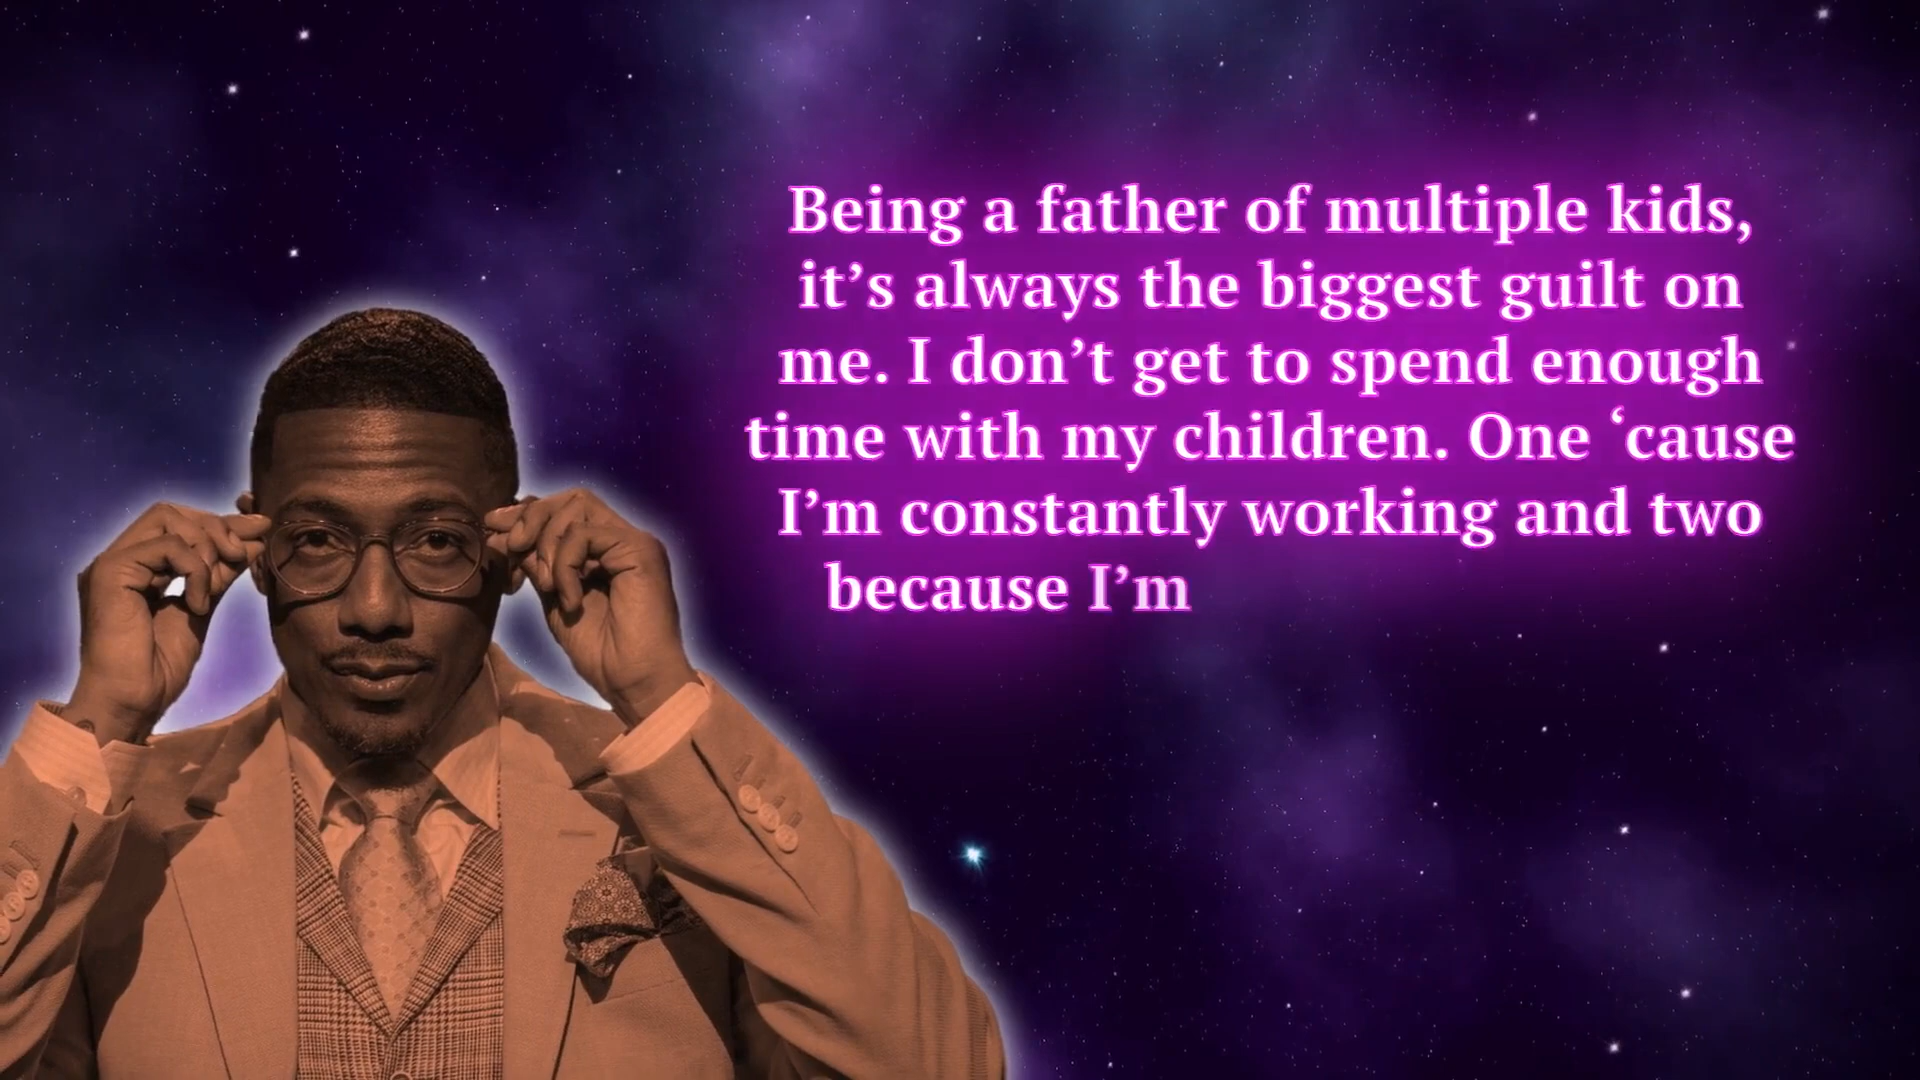 Being a father of multiple kids,
it’s always the biggest guilt on
me. I don’t get to spend enough
time with my children. One ‘cause
I’m constantly working and two
because I’m